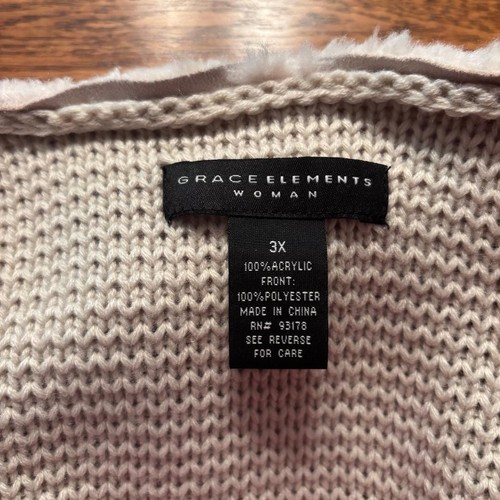 GRACE ELEMENTS
WOMAN
3X
100%ACRYLIC
FRONT:
100%POLYESTER
MADE IN CHINA
RN# 93178
SEE REVERSE
FOR CARE